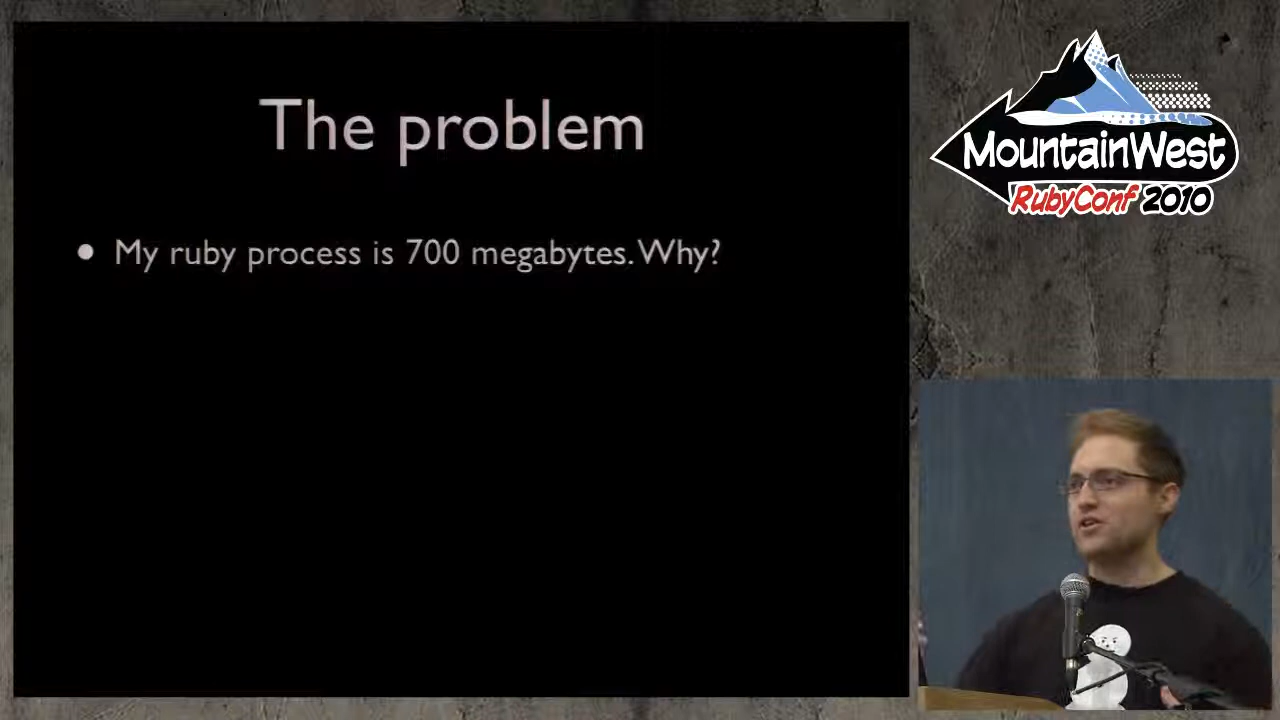 The problem
• My ruby process is 700 megabytes. Why?
MountainWest
RubyConf 2010